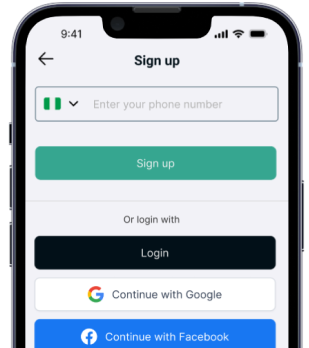 9:41
Sign up
Enter your phone number
Sign up
Or login with
Login
Continue with Google
Continue with Facebook